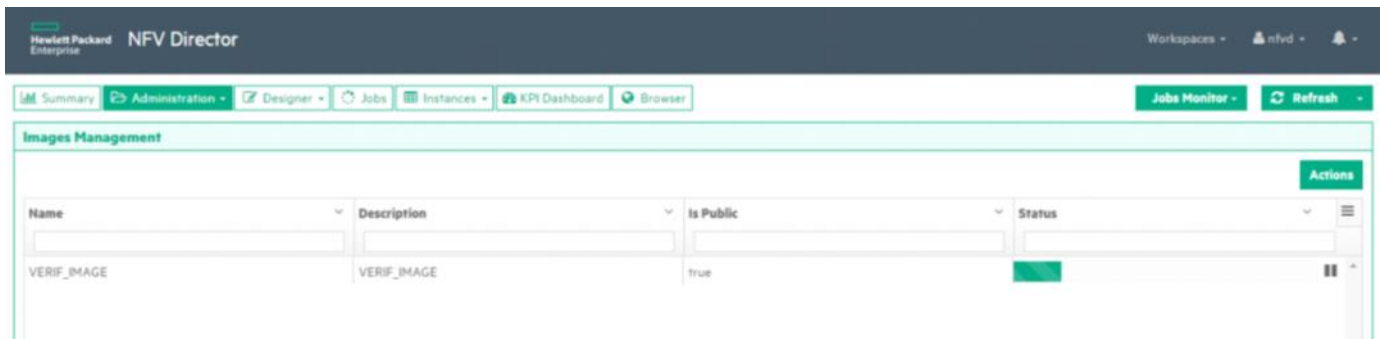 Hewlett Packard
Enterprise
NFV Director
Workspaces
nfvd
Summary Administration Designer Jobs Instances KPI Dashboard Browser Jobs Monitor Refresh
Images Management
Actions
Name Description Is Public Status
VERIF_IMAGE VERIF_IMAGE true